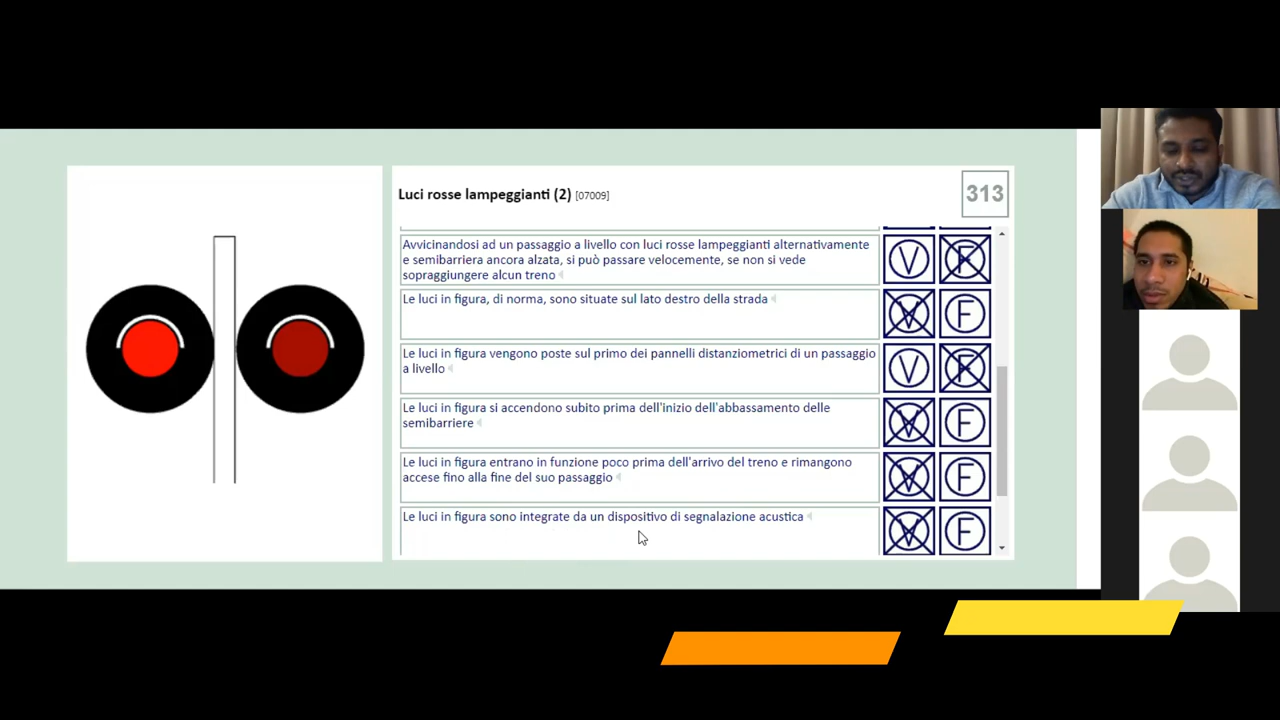 Luci rosse lampeggianti (2) [07009]
313
Avvicinandosi ad un passaggio a livello con luci rosse lampeggianti alternativamente
e semibarriera ancora alzata, si può passare velocemente, se non si vede
sopraggiungere alcun treno
V F
Le luci in figura, di norma, sono situate sul lato destro della strada
V F
Le luci in figura vengono poste sul primo dei pannelli distanziometrici di un passaggio
a livello
V F
Le luci in figura si accendono subito prima dell'inizio dell'abbassamento delle
semibarriere
V F
Le luci in figura entrano in funzione poco prima dell'arrivo del treno e rimangono
accese fino alla fine del suo passaggio
V F
Le luci in figura sono integrate da un dispositivo di segnalazione acustica
V F